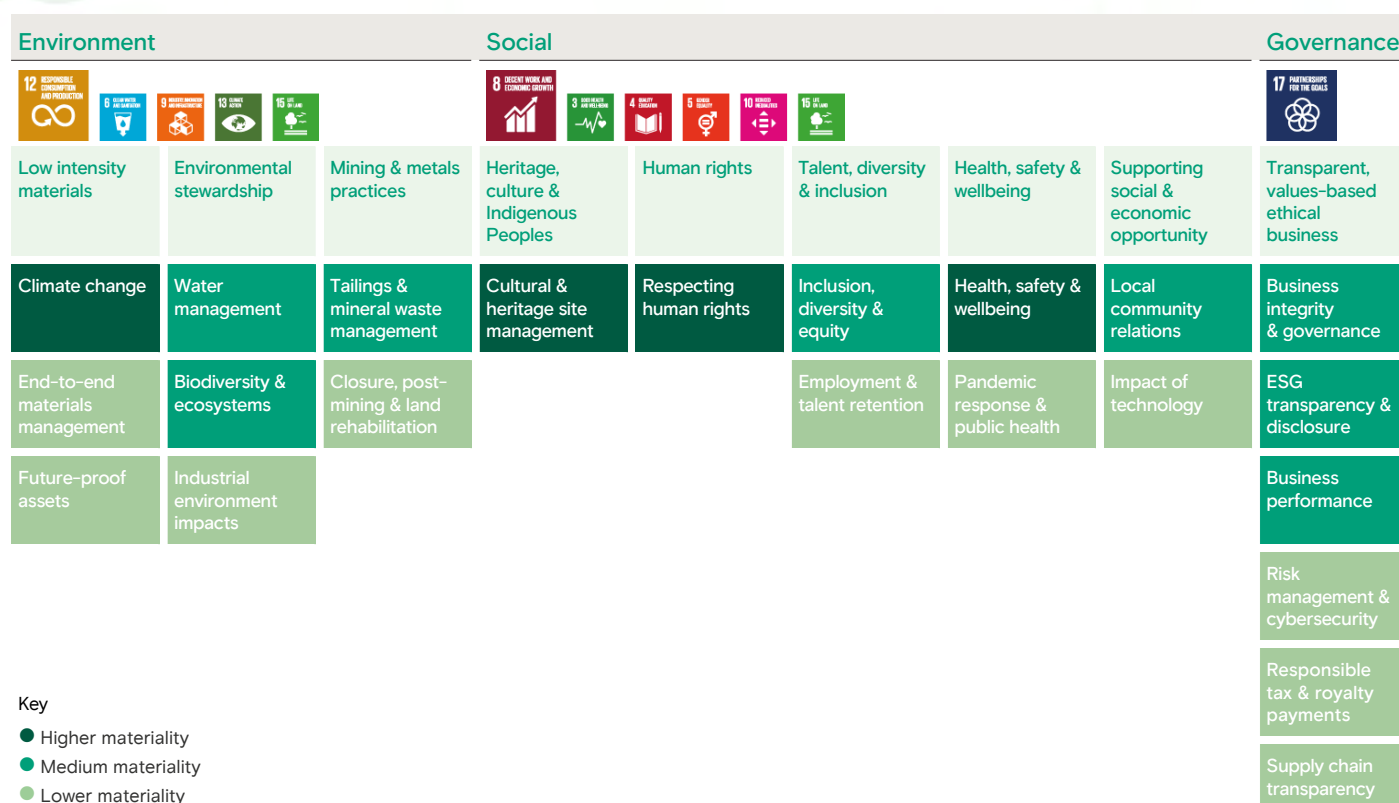 Environment
Social
Governance
12 RESPONSIBLE
CONSUMPTION
AND PRODUCTION
6 CLEAN WATER
AND SANITATION
9 INDUSTRY, INNOVATION
AND INFRASTRUCTURE
13 CLIMATE
ACTION
15 LIFE
ON LAND
8 DECENT WORK AND
ECONOMIC GROWTH
3 GOOD HEALTH
AND WELL-BEING
4 QUALITY
EDUCATION
5 GENDER
EQUALITY
10 REDUCED
INEQUALITIES
15 LIFE
ON LAND
17 PARTNERSHIPS
FOR THE GOALS
Low intensity
materials
Environmental
stewardship
Mining & metals
practices
Heritage,
culture &
Indigenous
Peoples
Human rights
Talent, diversity
& inclusion
Health, safety &
wellbeing
Supporting
social &
economic
opportunity
Transparent,
values-based
ethical
business
Climate change
Water
management
Tailings &
mineral waste
management
Cultural &
heritage site
management
Respecting
human rights
Inclusion,
diversity &
equity
Health, safety &
wellbeing
Local
community
relations
Business
integrity
& governance
End-to-end
materials
management
Biodiversity &
ecosystems
Closure, post-
mining & land
rehabilitation
Employment &
talent retention
Pandemic
response &
public health
Impact of
technology
ESG
transparency &
disclosure
Future-proof
assets
Industrial
environment
impacts
Business
performance
Risk
management &
cybersecurity
Responsible
tax & royalty
payments
Supply chain
transparency
Key
Higher materiality
Medium materiality
Lower materiality